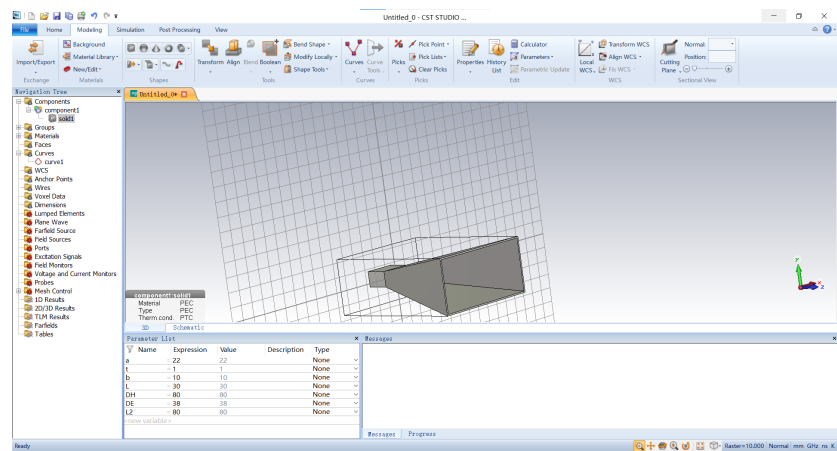 Untitled_0 - CST STUDIO ...
File Home Modeling Simulation Post Processing View
Import/Export
Exchange
Background
Material Library
New/Edit
Materials
Shapes
Transform Align Blend Boolean
Bend Shape
Modify Locally
Shape Tools
Tools
Curves Curve Tools
Curves
Picks
Pick Point
Pick Lists
Clear Picks
Picks
Properties History List
Calculator
Parameters
Parametric Update
Edit
Local WCS
Transform WCS
Align WCS
Fix WCS
WCS
Cutting Plane
Normal:
Position:
Sectional View
Navigation Tree
Components
component1
solid1
Groups
Materials
Faces
Curves
curve1
WCS
Anchor Points
Wires
Voxel Data
Dimensions
Lumped Elements
Plane Wave
Farfield Source
Field Sources
Ports
Excitation Signals
Field Monitors
Voltage and Current Monitors
Probes
Mesh Control
1D Results
2D/3D Results
TLM Results
Farfields
Tables
Untitled_0*
component1:solid1
Material PEC
Type PEC
Therm.cond. PTC
y
x
z
3D Schematic
Parameter List
Name Expression Value Description Type
a = 22 22 None
t = 1 1 None
b = 10 10 None
L = 30 30 None
DH = 80 80 None
DE = 38 38 None
L2 = 80 80 None
<new variable>
Messages
Messages Progress
Ready
Raster=10.000 Normal mm GHz ns K